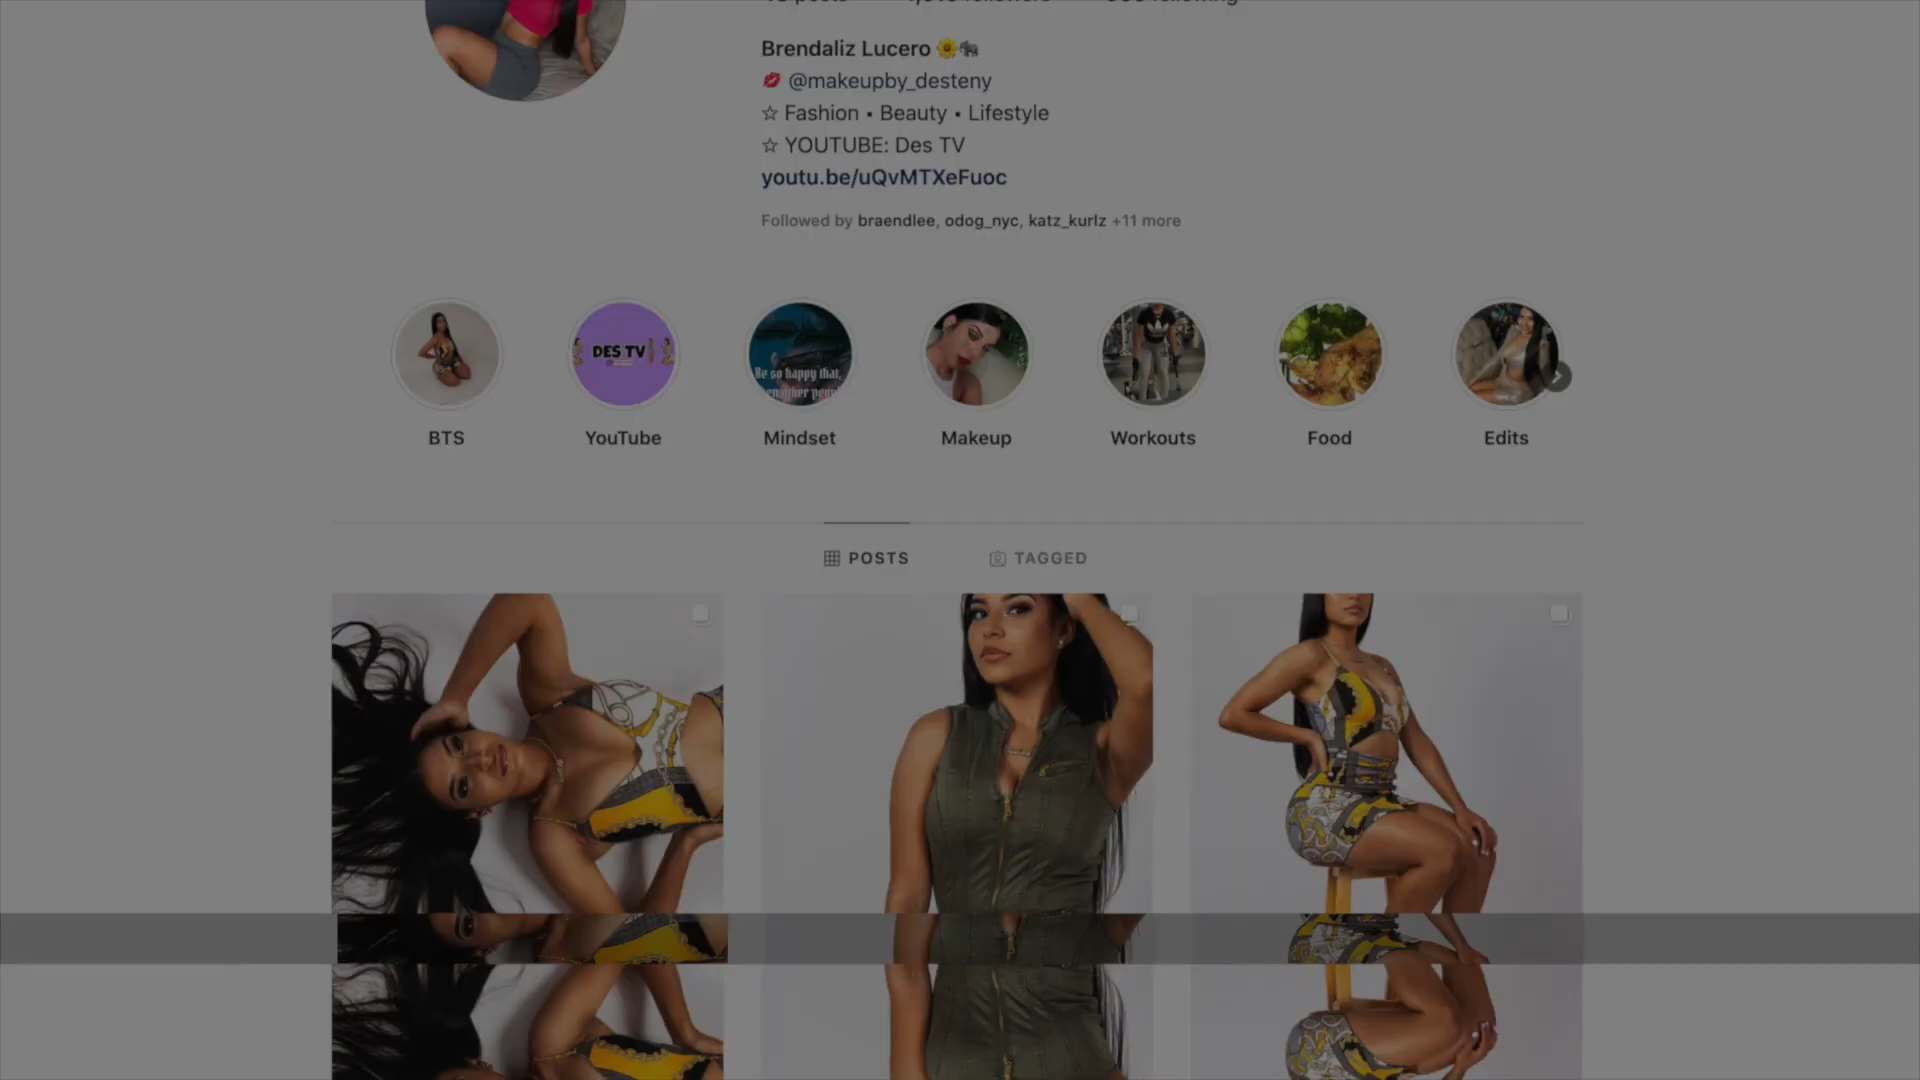 Brendaliz Lucero 🌻🐘
💋 @makeupby_desteny
☆ Fashion • Beauty • Lifestyle
☆ YOUTUBE: Des TV
youtu.be/uQvMTXeFuoc
Followed by braendlee, odog_nyc, katz_kurlz +11 more
DES TV
Be so happy that,
BTS YouTube Mindset Makeup Workouts Food Edits
POSTS TAGGED